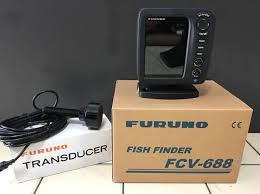 FURUNO
TRANSDUCER
FURUNO
CE
FISH FINDER
FCV-688